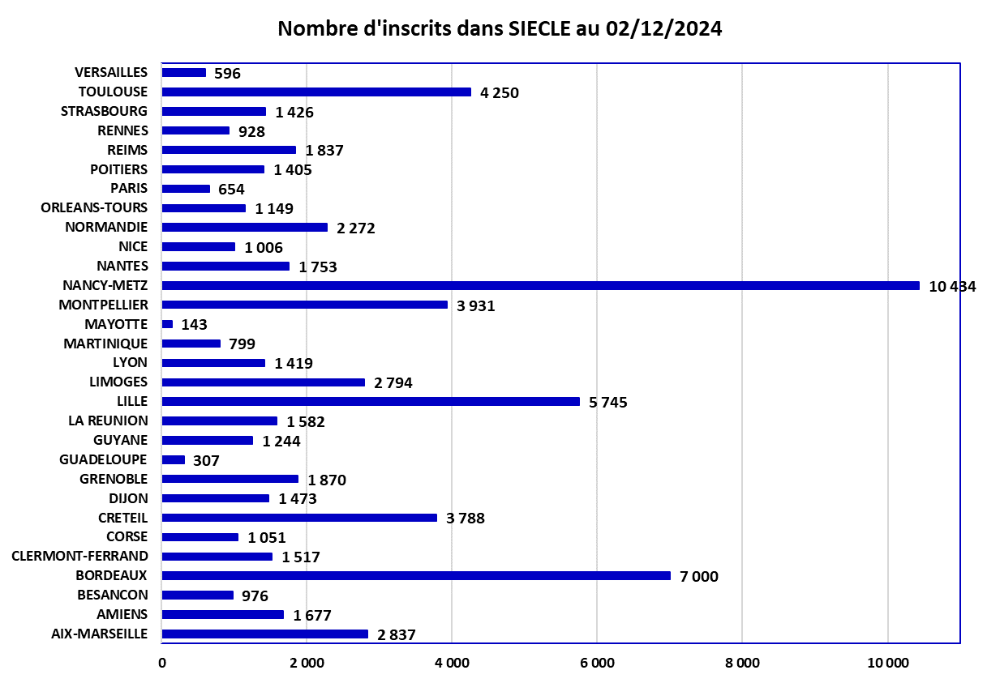 Nombre d'inscrits dans SIECLE au 02/12/2024
VERSAILLES 596
TOULOUSE 4 250
STRASBOURG 1 426
RENNES 928
REIMS 1 837
POITIERS 1 405
PARIS 654
ORLEANS-TOURS 1 149
NORMANDIE 2 272
NICE 1 006
NANTES 1 753
NANCY-METZ 10 434
MONTPELLIER 3 931
MAYOTTE 143
MARTINIQUE 799
LYON 1 419
LIMOGES 2 794
LILLE 5 745
LA REUNION 1 582
GUYANE 1 244
GUADELOUPE 307
GRENOBLE 1 870
DIJON 1 473
CRETEIL 3 788
CORSE 1 051
CLERMONT-FERRAND 1 517
BORDEAUX 7 000
BESANCON 976
AMIENS 1 677
AIX-MARSEILLE 2 837
0 2 000 4 000 6 000 8 000 10 000